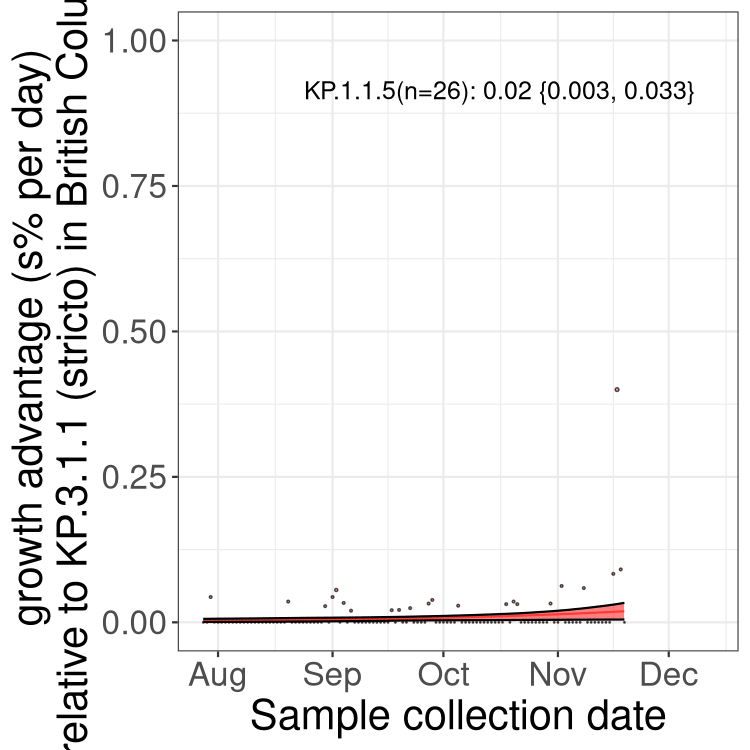 growth advantage (s% per day)
relative to KP.3.1.1 (stricto) in British Colu
1.00
0.75
0.50
0.25
0.00
KP.1.1.5(n=26): 0.02 {0.003, 0.033}
Aug Sep Oct Nov Dec
Sample collection date